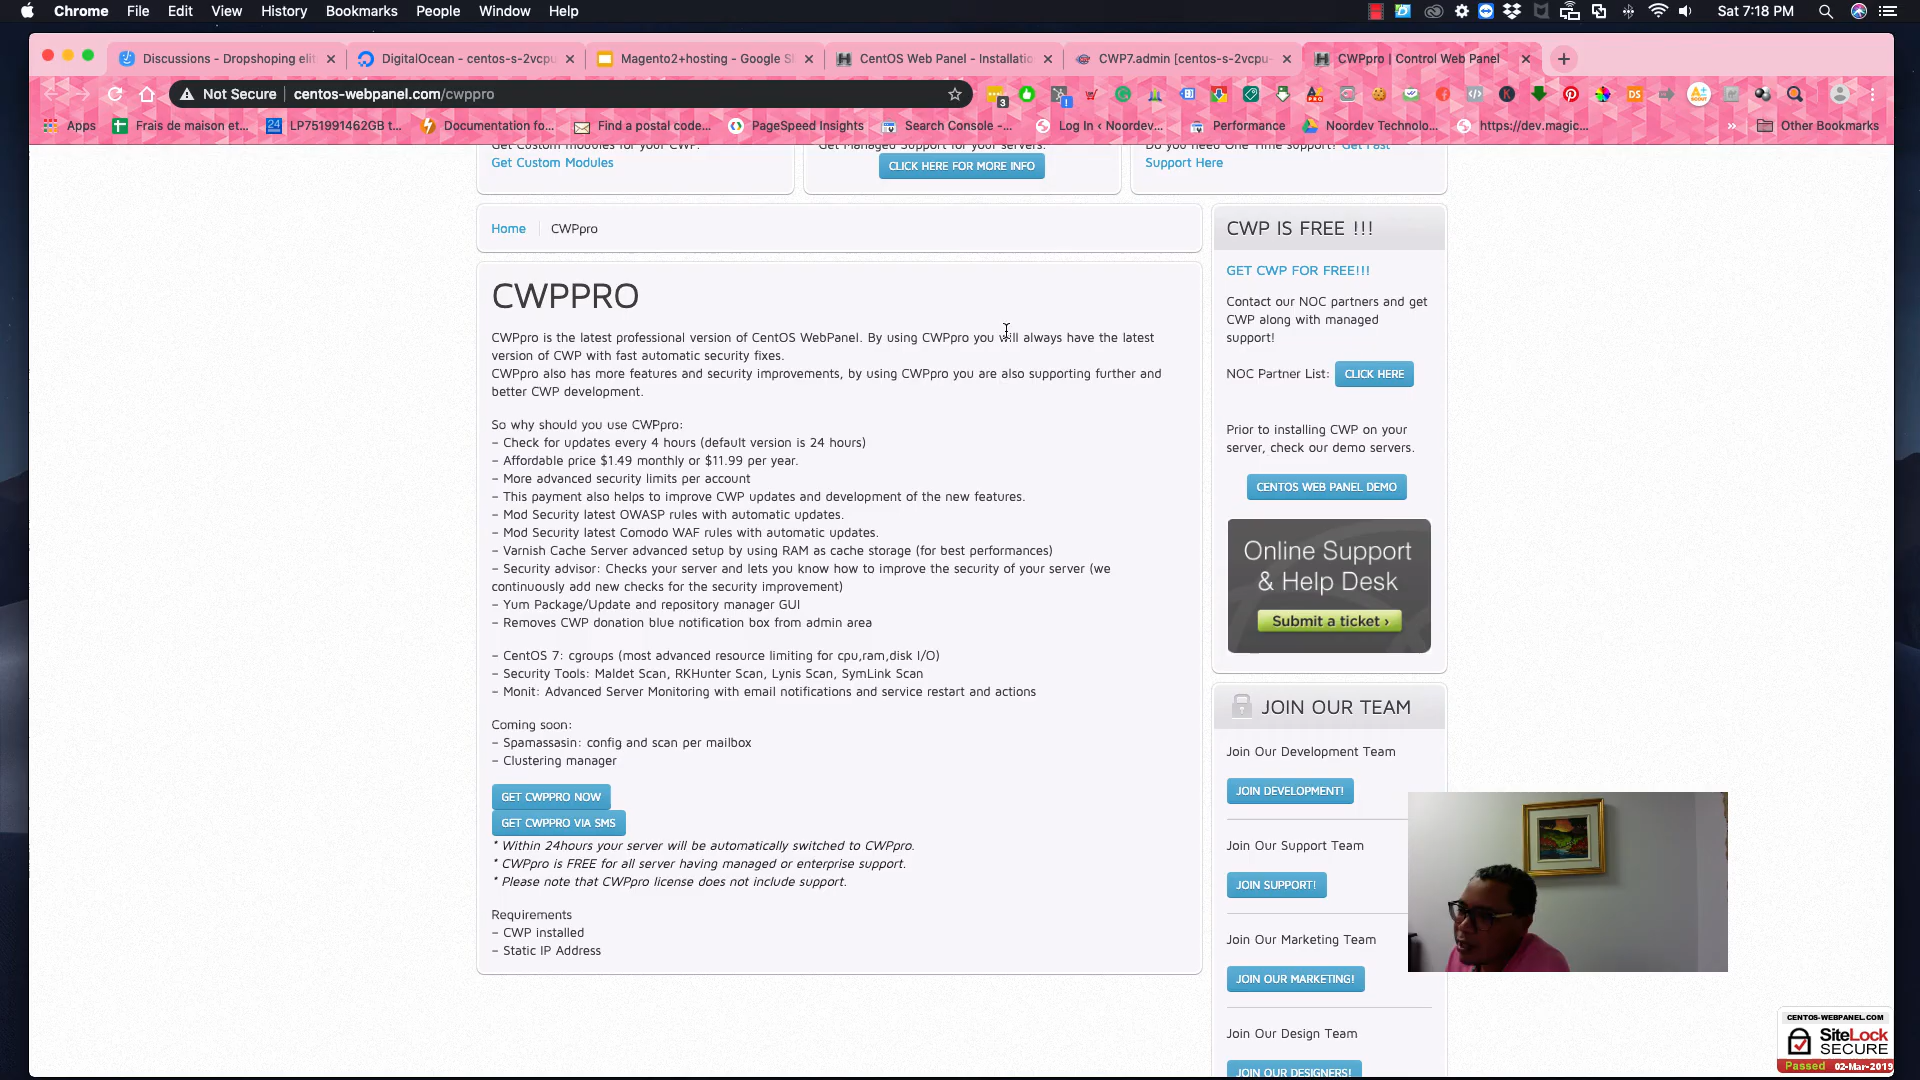 Chrome File Edit View History Bookmarks People Window Help
Sat 7:18 PM
Discussions - Dropshoping elit
DigitalOcean - centos-s-2vcpu-
Magento2+hosting - Google Sl
CentOS Web Panel - Installatio
CWP7.admin [centos-s-2vcpu-
CWPpro | Control Web Panel
Not Secure centos-webpanel.com/cwppro
Apps
Frais de maison et...
LP751991462GB t...
Documentation fo...
Find a postal code...
PageSpeed Insights
Search Console -...
Log In ‹ Noordev...
Performance
Noordev Technolo...
https://dev.magic...
» Other Bookmarks
Get Custom Modules for your CWP.
Get Custom Modules
Get Managed Support for your servers.
CLICK HERE FOR MORE INFO
Do you need One Time support? Get Fast
Support Here
Home CWPpro
CWPPRO
CWPpro is the latest professional version of CentOS WebPanel. By using CWPpro you will always have the latest
version of CWP with fast automatic security fixes.
CWPpro also has more features and security improvements, by using CWPpro you are also supporting further and
better CWP development.
So why should you use CWPpro:
– Check for updates every 4 hours (default version is 24 hours)
– Affordable price $1.49 monthly or $11.99 per year.
– More advanced security limits per account
– This payment also helps to improve CWP updates and development of the new features.
– Mod Security latest OWASP rules with automatic updates.
– Mod Security latest Comodo WAF rules with automatic updates.
– Varnish Cache Server advanced setup by using RAM as cache storage (for best performances)
– Security advisor: Checks your server and lets you know how to improve the security of your server (we
continuously add new checks for the security improvement)
– Yum Package/Update and repository manager GUI
– Removes CWP donation blue notification box from admin area
– CentOS 7: cgroups (most advanced resource limiting for cpu,ram,disk I/O)
– Security Tools: Maldet Scan, RKHunter Scan, Lynis Scan, SymLink Scan
– Monit: Advanced Server Monitoring with email notifications and service restart and actions
Coming soon:
– Spamassasin: config and scan per mailbox
– Clustering manager
GET CWPPRO NOW
GET CWPPRO VIA SMS
* Within 24hours your server will be automatically switched to CWPpro.
* CWPpro is FREE for all server having managed or enterprise support.
* Please note that CWPpro license does not include support.
Requirements
– CWP installed
– Static IP Address
CWP IS FREE !!!
GET CWP FOR FREE!!!
Contact our NOC partners and get
CWP along with managed
support!
NOC Partner List: CLICK HERE
Prior to installing CWP on your
server, check our demo servers.
CENTOS WEB PANEL DEMO
Online Support
& Help Desk
Submit a ticket ›
JOIN OUR TEAM
Join Our Development Team
JOIN DEVELOPMENT!
Join Our Support Team
JOIN SUPPORT!
Join Our Marketing Team
JOIN OUR MARKETING!
Join Our Design Team
JOIN OUR DESIGNERS!
CENTOS-WEBPANEL.COM
SiteLock
SECURE
Passed 02-Mar-2019